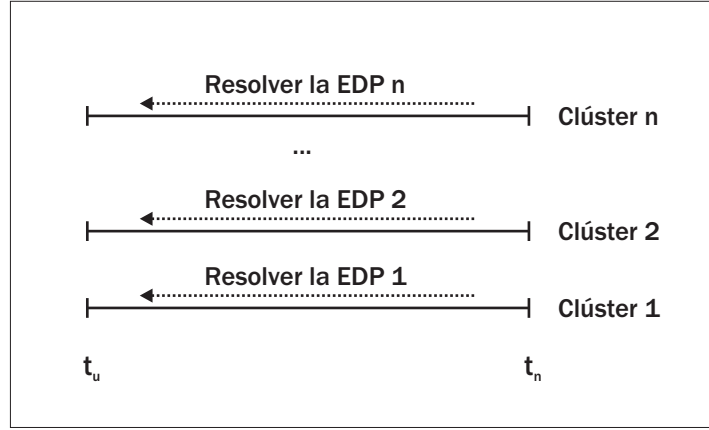 Resolver la EDP n
Clúster n
...
Resolver la EDP 2
Clúster 2
Resolver la EDP 1
Clúster 1
tu tn